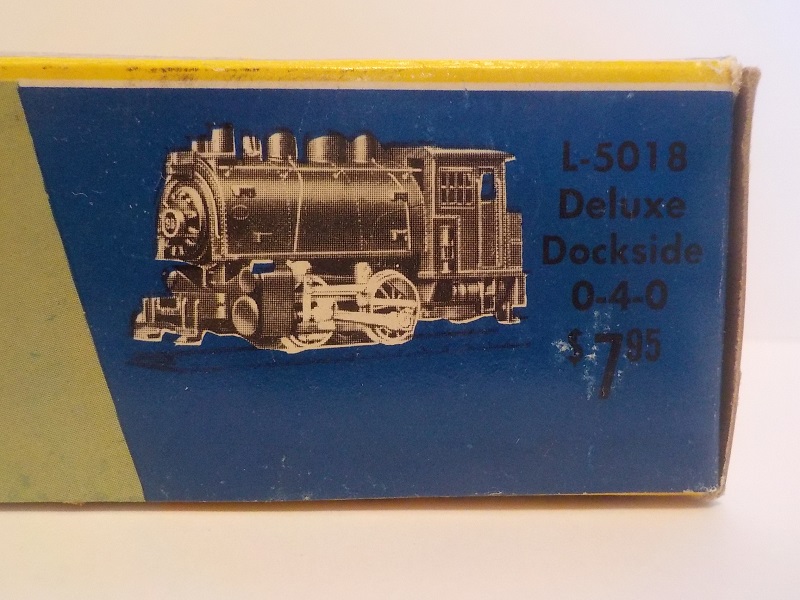 L-5018
Deluxe
Dockside
0-4-0
$7.95